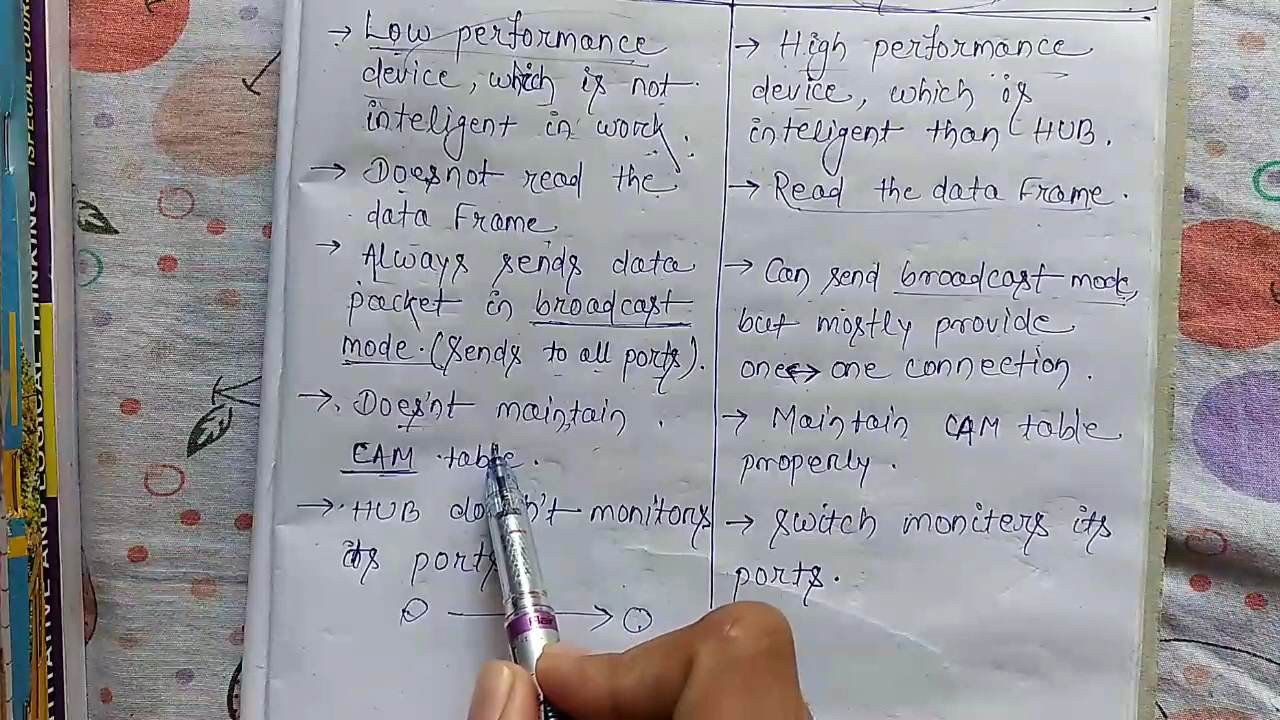 → Low performance
device, which is not
inteligent in work.
→ Doesnot read the
data Frame
→ Always sends data
packet in broadcast
mode. (sends to all ports).
→ Does'nt maintain
CAM table.
→ HUB doesn't monitors
its ports
→ High performance
device, which is
inteligent than HUB.
→ Read the data Frame.
→ Can send broadcast mode,
but mostly provide
one↔one connection.
→ Maintain CAM table
properly.
→ Switch moniters its
ports.
Flair